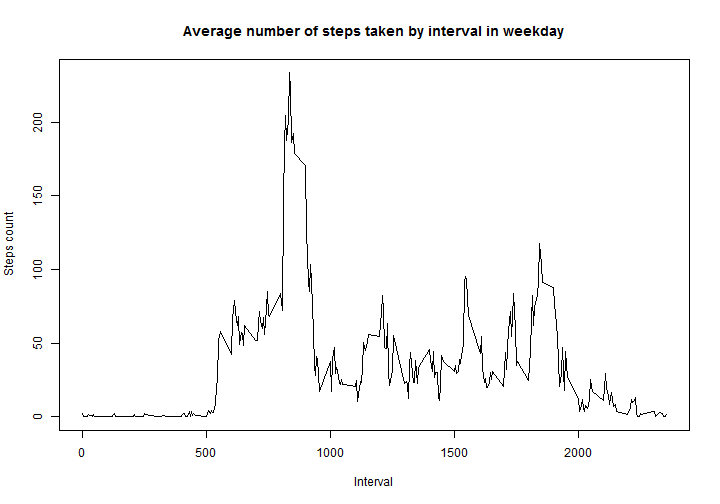 Average number of steps taken by interval in weekday
Steps count
200
150
100
50
0
0 500 1000 1500 2000
Interval